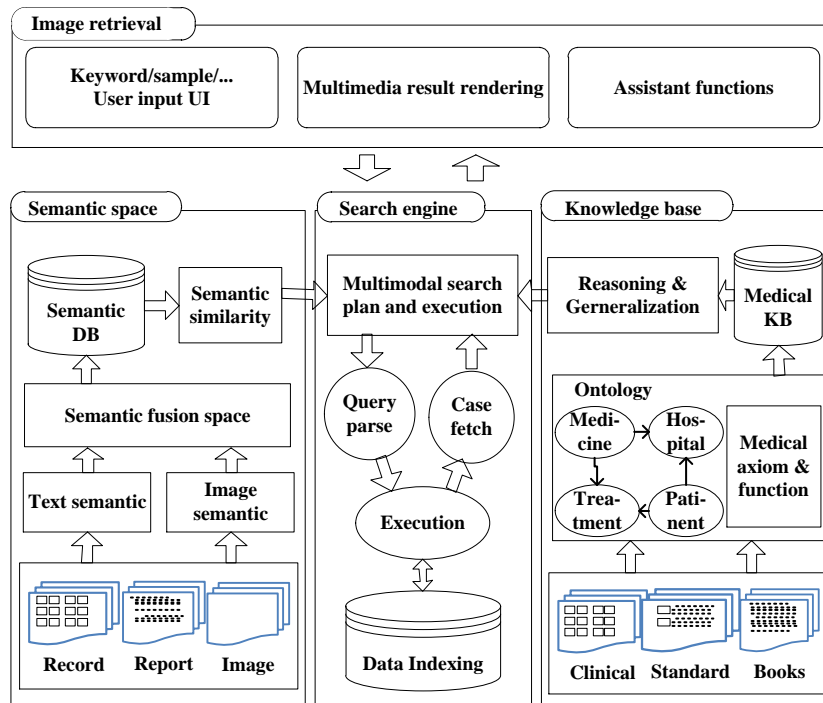 Image retrieval
Keyword/sample/...
User input UI
Multimedia result rendering
Assistant functions
Semantic space
Semantic
DB
Semantic
similarity
Semantic fusion space
Text semantic
Image
semantic
Record
Report
Image
Search engine
Multimodal search
plan and execution
Query
parse
Case
fetch
Execution
Data Indexing
Knowledge base
Reasoning &
Gerneralization
Medical
KB
Ontology
Medi-
cine
Hos-
pital
Trea-
tment
Pati-
nent
Medical
axiom &
function
Clinical
Standard
Books